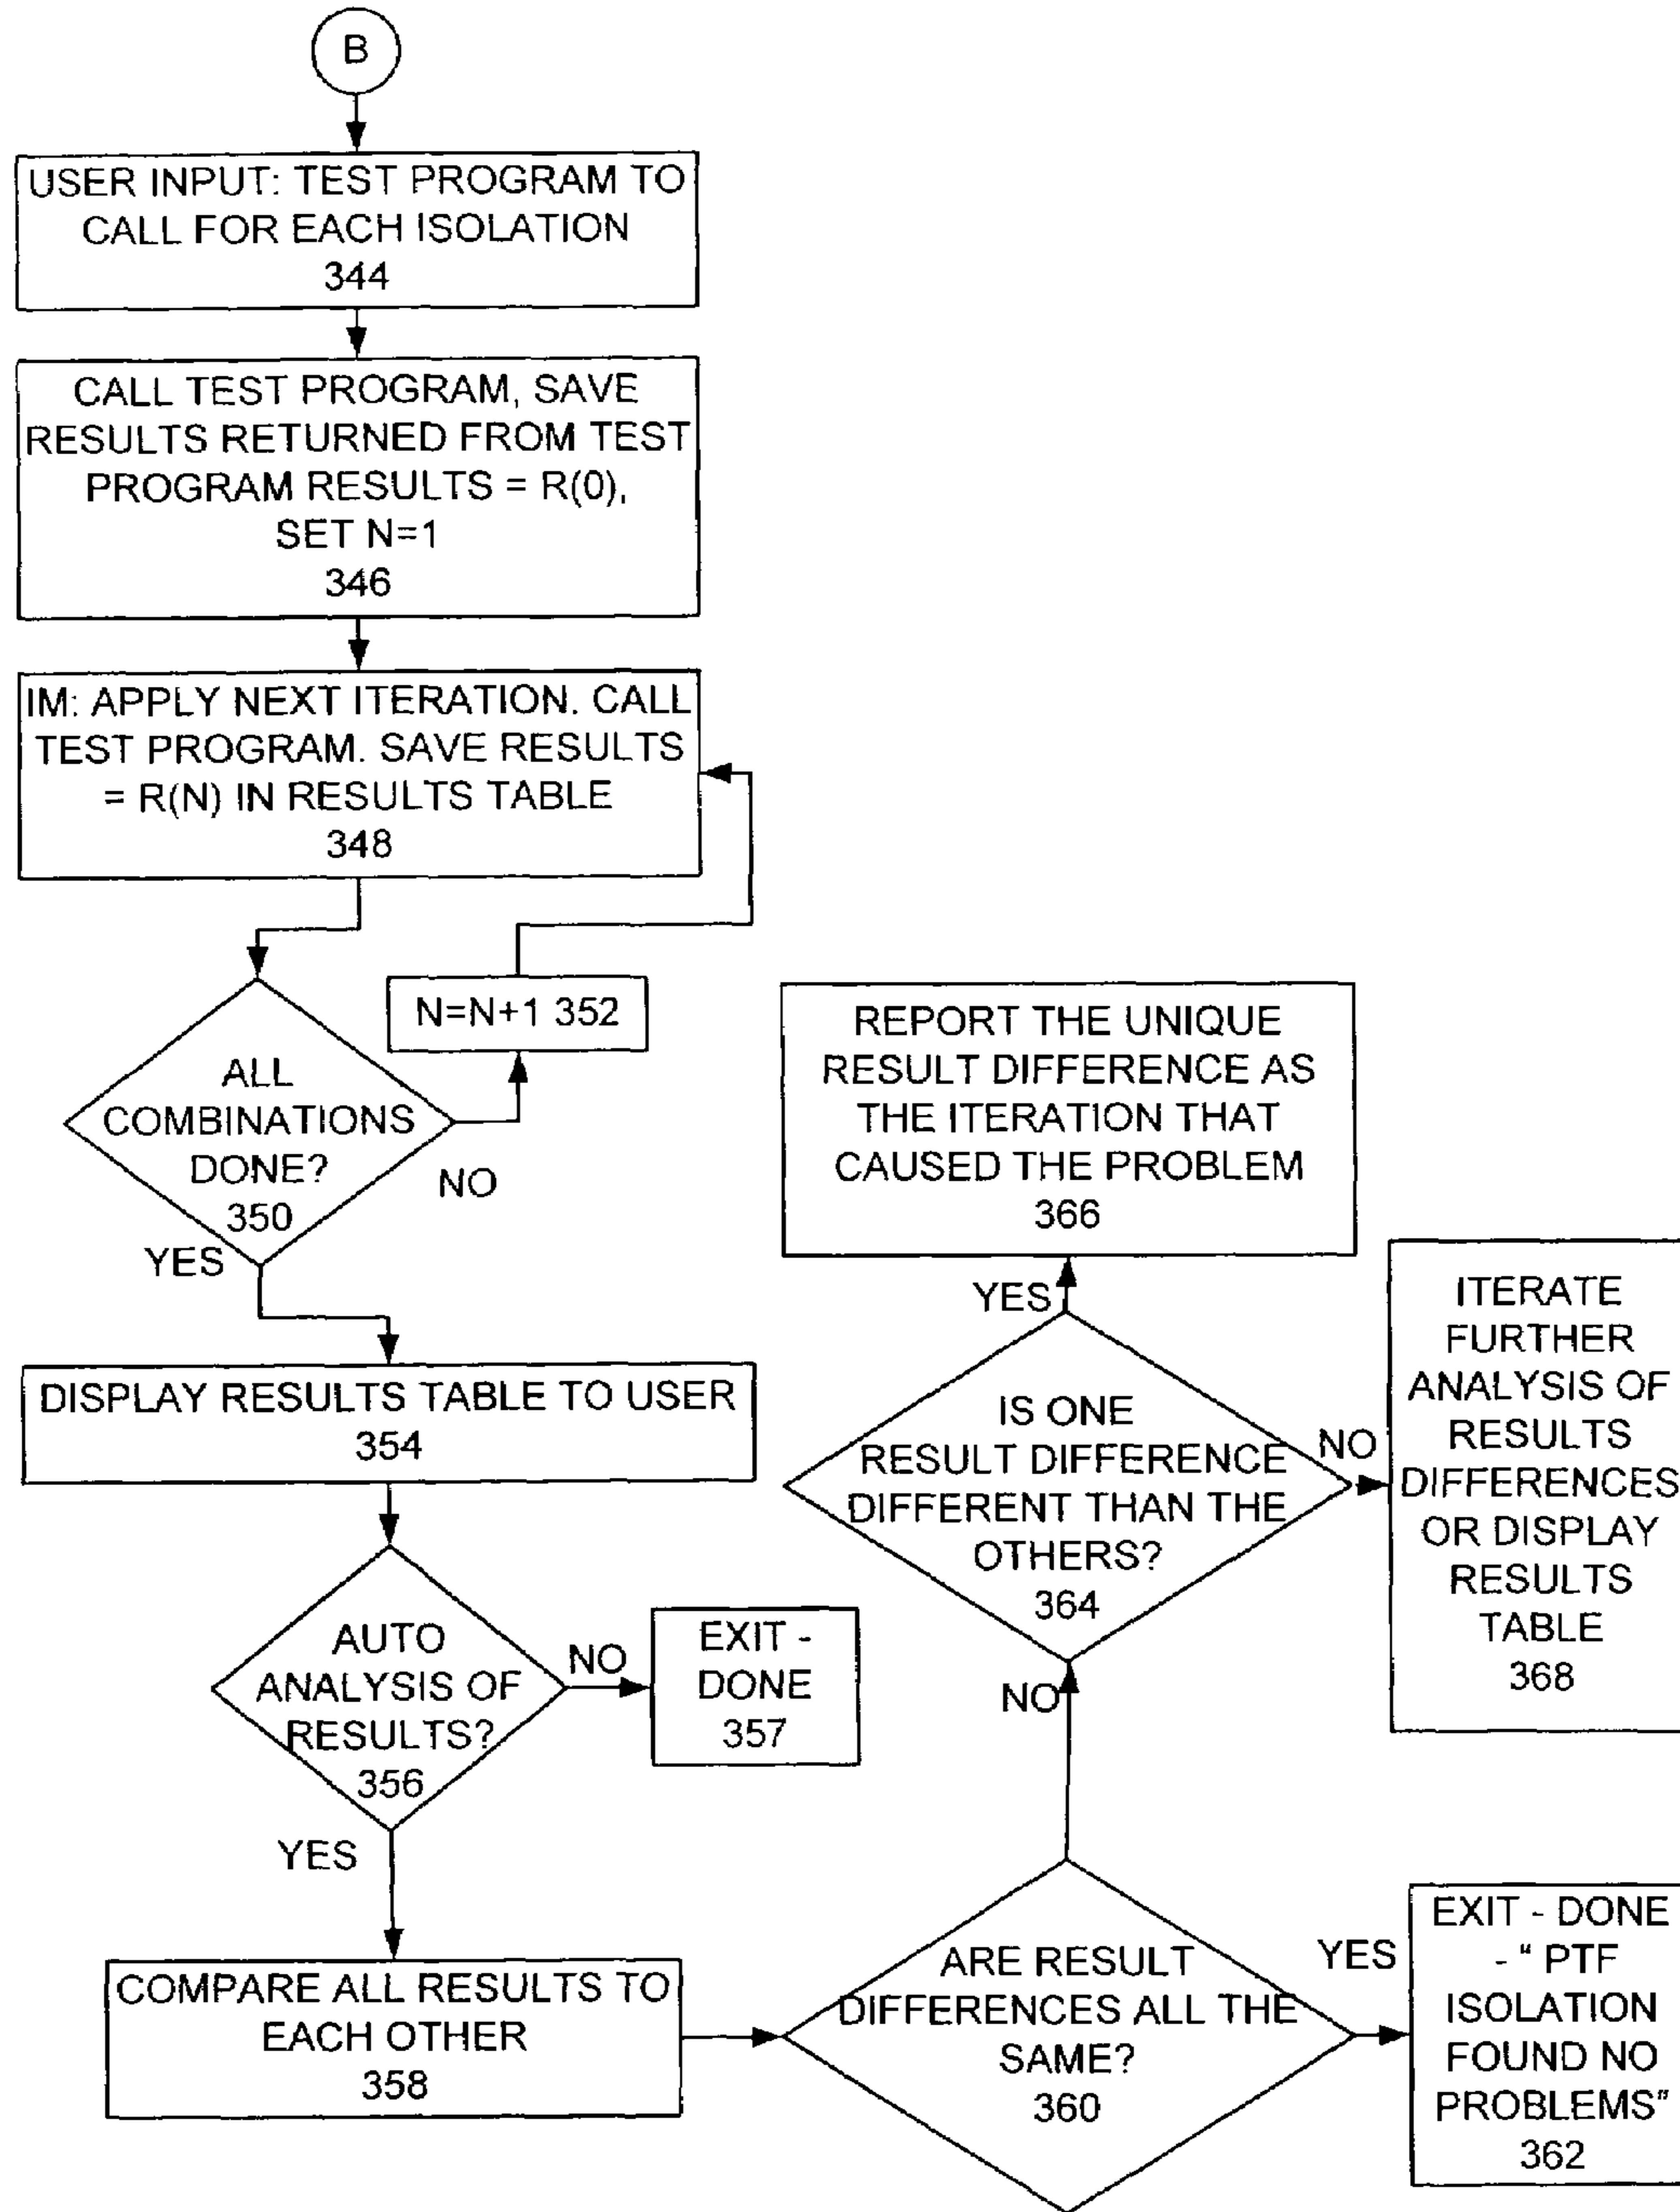 B
USER INPUT: TEST PROGRAM TO
CALL FOR EACH ISOLATION
344
CALL TEST PROGRAM, SAVE
RESULTS RETURNED FROM TEST
PROGRAM RESULTS = R(0),
SET N=1
346
IM: APPLY NEXT ITERATION. CALL
TEST PROGRAM. SAVE RESULTS
= R(N) IN RESULTS TABLE
348
N=N+1 352
ALL
COMBINATIONS
DONE?
350
NO
YES
DISPLAY RESULTS TABLE TO USER
354
AUTO
ANALYSIS OF
RESULTS?
356
NO
EXIT -
DONE
357
YES
COMPARE ALL RESULTS TO
EACH OTHER
358
ARE RESULT
DIFFERENCES ALL THE
SAME?
360
YES
EXIT - DONE
- " PTF
ISOLATION
FOUND NO
PROBLEMS"
362
NO
IS ONE
RESULT DIFFERENCE
DIFFERENT THAN THE
OTHERS?
364
YES
REPORT THE UNIQUE
RESULT DIFFERENCE AS
THE ITERATION THAT
CAUSED THE PROBLEM
366
NO
ITERATE
FURTHER
ANALYSIS OF
RESULTS
DIFFERENCES
OR DISPLAY
RESULTS
TABLE
368